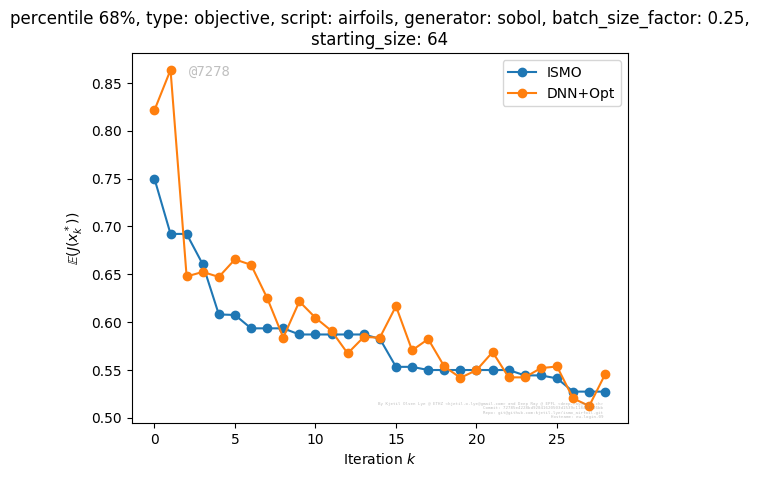 percentile 68%, type: objective, script: airfoils, generator: sobol, batch_size_factor: 0.25,
starting_size: 64
@7278
ISMO
DNN+Opt
0.85
0.80
0.75
0.70
0.65
0.60
0.55
0.50
𝔼(J(x*ₖ))
0 5 10 15 20 25
Iteration k